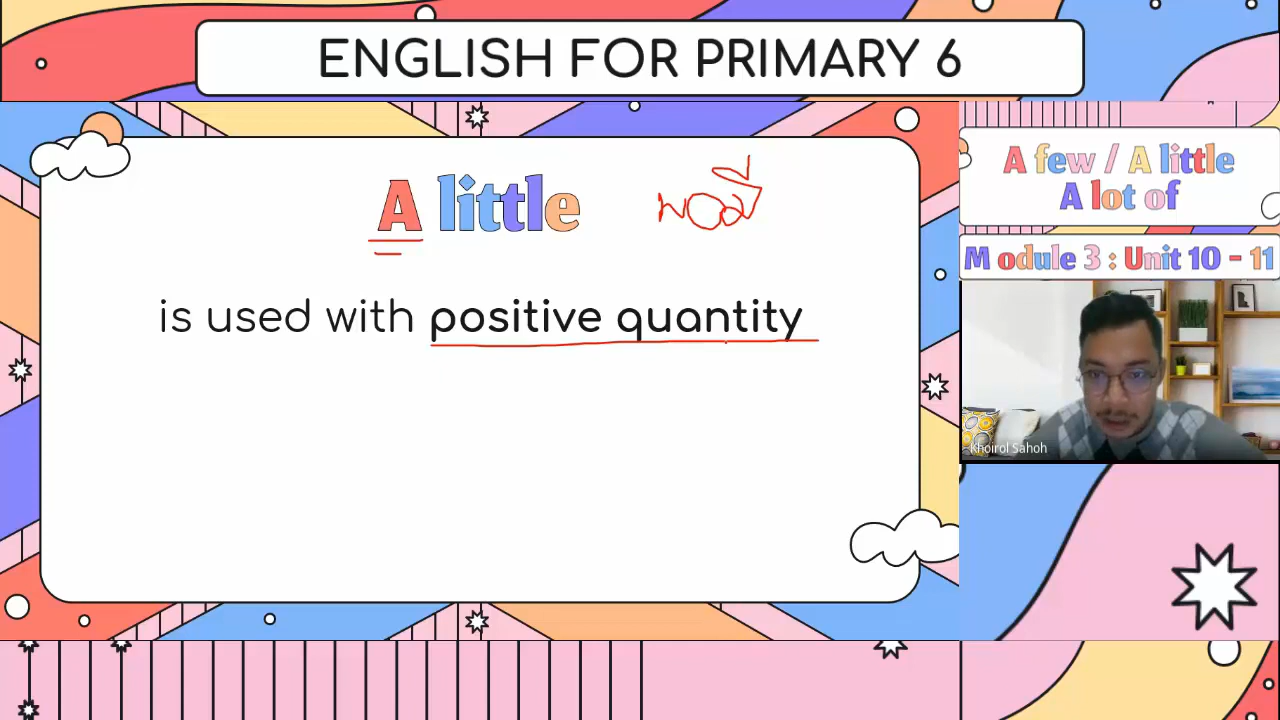 ENGLISH FOR PRIMARY 6
A little
is used with positive quantity
A few / A little
A lot of
Module 3 : Unit 10 - 11
Khoirol Sahoh